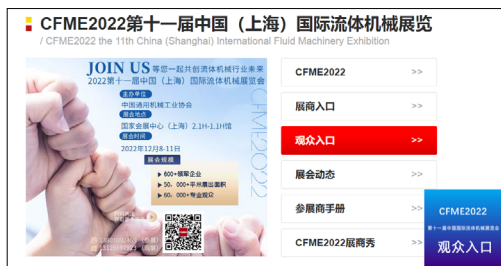 CFME2022第十一届中国（上海）国际流体机械展览
/ CFME2022 the 11th China (Shanghai) International Fluid Machinery Exhibition
JOIN US 等您一起共创流体机械行业未来
2022第十一届中国（上海）国际流体机械展览会
主办单位
中国通用机械工业协会
展会地点
国家会展中心（上海）2.1H-1.1H馆
展会时间
2022年12月8-11日
展会规模
▶ 600+领军企业
▶ 50，000+平米展出面积
▶ 60，000+专业观众
CFME2022
CFME2022 >>
展商入口 >>
观众入口 >>
展会动态 >>
参展商手册 >>
CFME2022展商秀 >>
CFME2022
第十一届中国国际流体机械展览会
观众入口